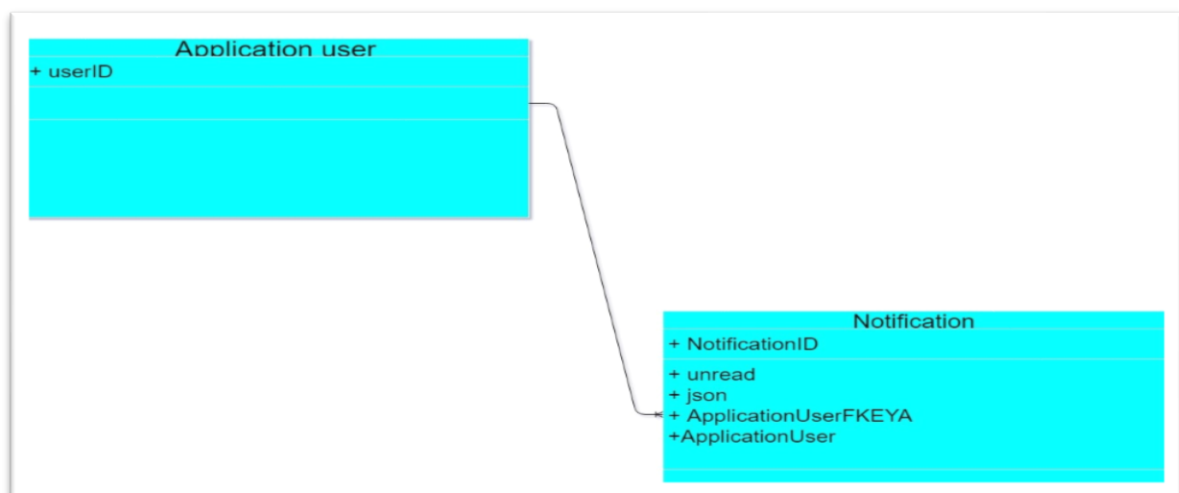 Application user
+ userID
Notification
+ NotificationID
+ unread
+ json
+ ApplicationUserFKEYA
+ApplicationUser